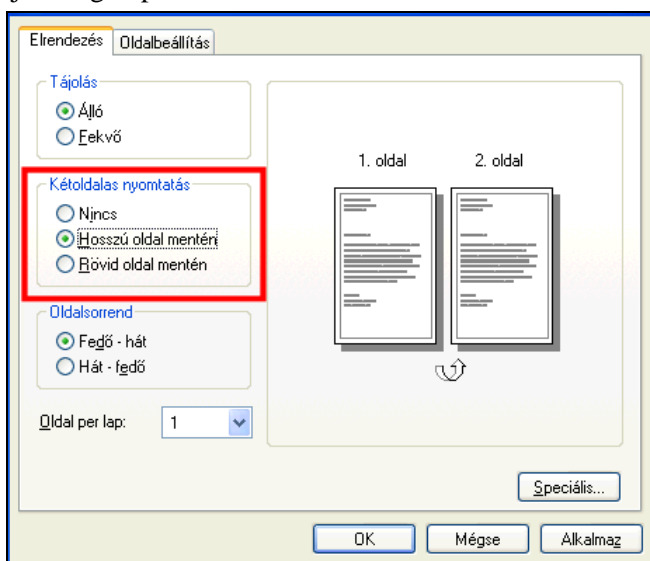 Elrendezés Oldalbeállítás
Tájolás
Álló
Fekvő
Kétoldalas nyomtatás
Nincs
Hosszú oldal mentén
Rövid oldal mentén
Oldalsorrend
Fedő - hát
Hát - fedő
Oldal per lap: 1
1. oldal 2. oldal
Speciális...
OK Mégse Alkalmaz